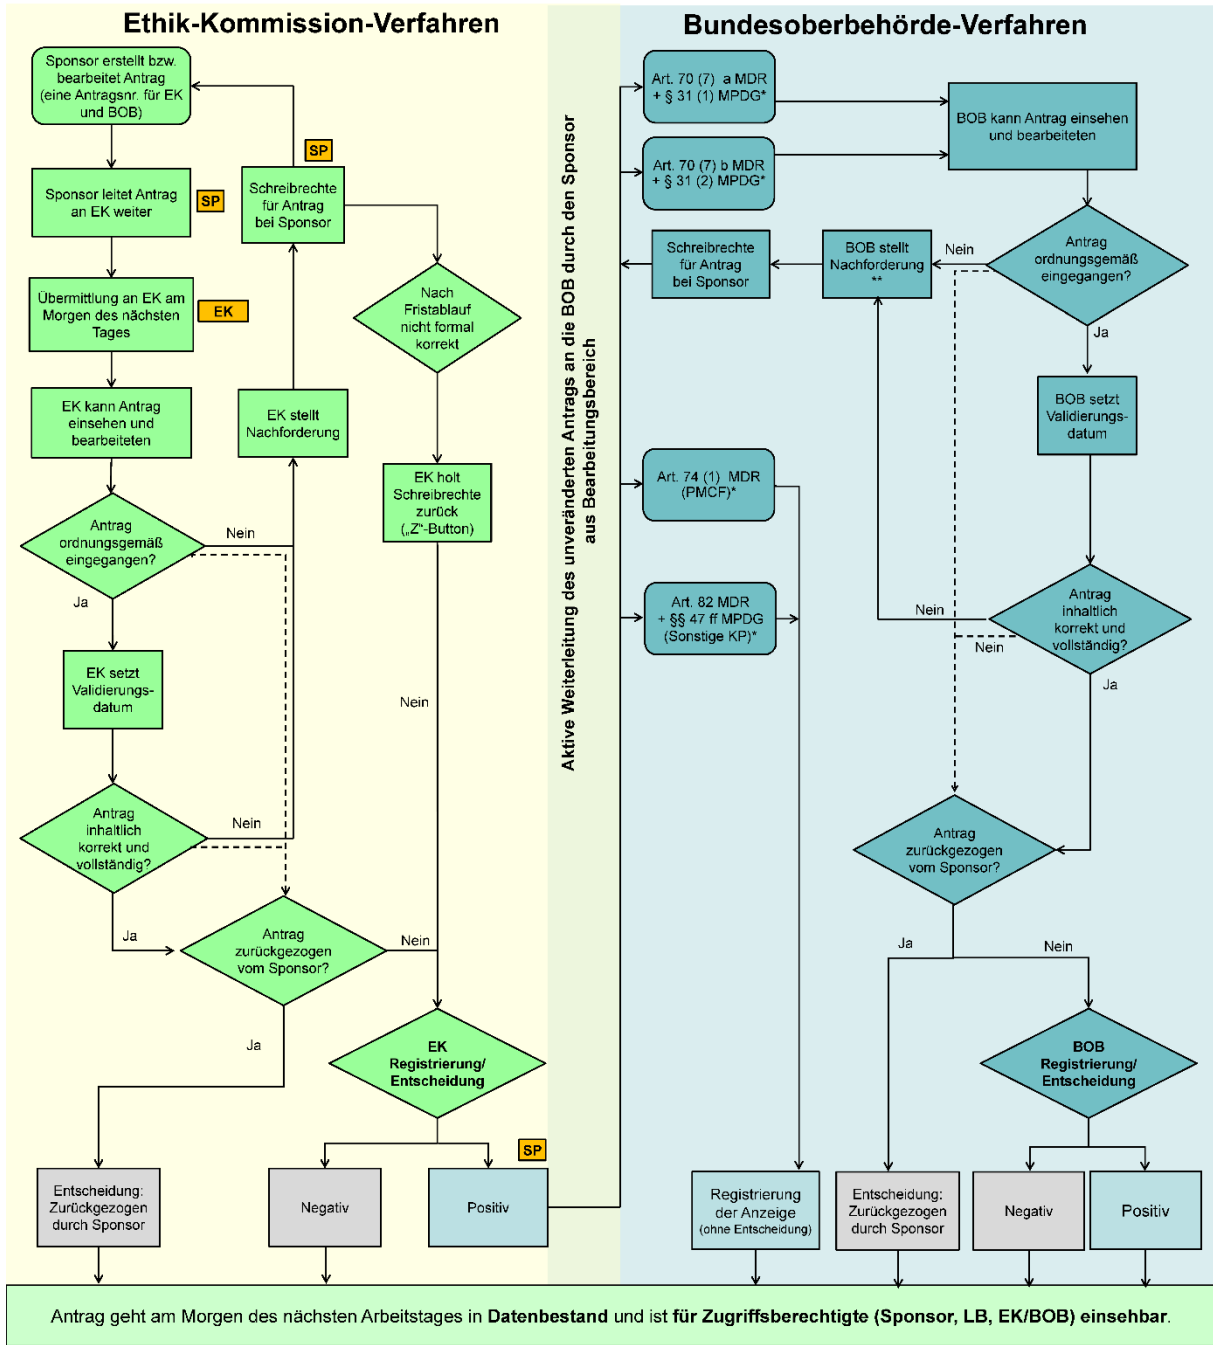 Ethik-Kommission-Verfahren
Sponsor erstellt bzw.
bearbeitet Antrag
(eine Antragsnr. für EK
und BOB)
SP
Sponsor leitet Antrag
an EK weiter
SP
Schreibrechte
für Antrag
bei Sponsor
Übermittlung an EK am
Morgen des nächsten
Tages
EK
Nach
Fristablauf
nicht formal
korrekt
EK kann Antrag
einsehen und
bearbeiteten
EK stellt
Nachforderung
EK holt
Schreibrechte
zurück
(„Z“-Button)
Antrag
ordnungsgemäß
eingegangen?
Nein
Ja
EK setzt
Validierungs-
datum
Nein
Antrag
inhaltlich
korrekt und
vollständig?
Nein
Ja
Antrag
zurückgezogen
vom Sponsor?
Nein
Ja
EK
Registrierung/
Entscheidung
SP
Entscheidung:
Zurückgezogen
durch Sponsor
Negativ
Positiv
Aktive Weiterleitung des unveränderten Antrags an die BOB durch den Sponsor
aus Bearbeitungsbereich
Bundesoberbehörde-Verfahren
Art. 70 (7) a MDR
+ § 31 (1) MPDG*
BOB kann Antrag einsehen
und bearbeiteten
Art. 70 (7) b MDR
+ § 31 (2) MPDG*
Schreibrechte
für Antrag
bei Sponsor
BOB stellt
Nachforderung
**
Nein
Antrag
ordnungsgemäß
eingegangen?
Ja
BOB setzt
Validierungs-
datum
Art. 74 (1) MDR
(PMCF)*
Art. 82 MDR
+ §§ 47 ff MPDG
(Sonstige KP)*
Nein
Antrag
inhaltlich
korrekt und
vollständig?
Nein
Ja
Antrag
zurückgezogen
vom Sponsor?
Ja
Nein
BOB
Registrierung/
Entscheidung
Registrierung
der Anzeige
(ohne Entscheidung)
Entscheidung:
Zurückgezogen
durch Sponsor
Negativ
Positiv
Antrag geht am Morgen des nächsten Arbeitstages in Datenbestand und ist für Zugriffsberechtigte (Sponsor, LB, EK/BOB) einsehbar.